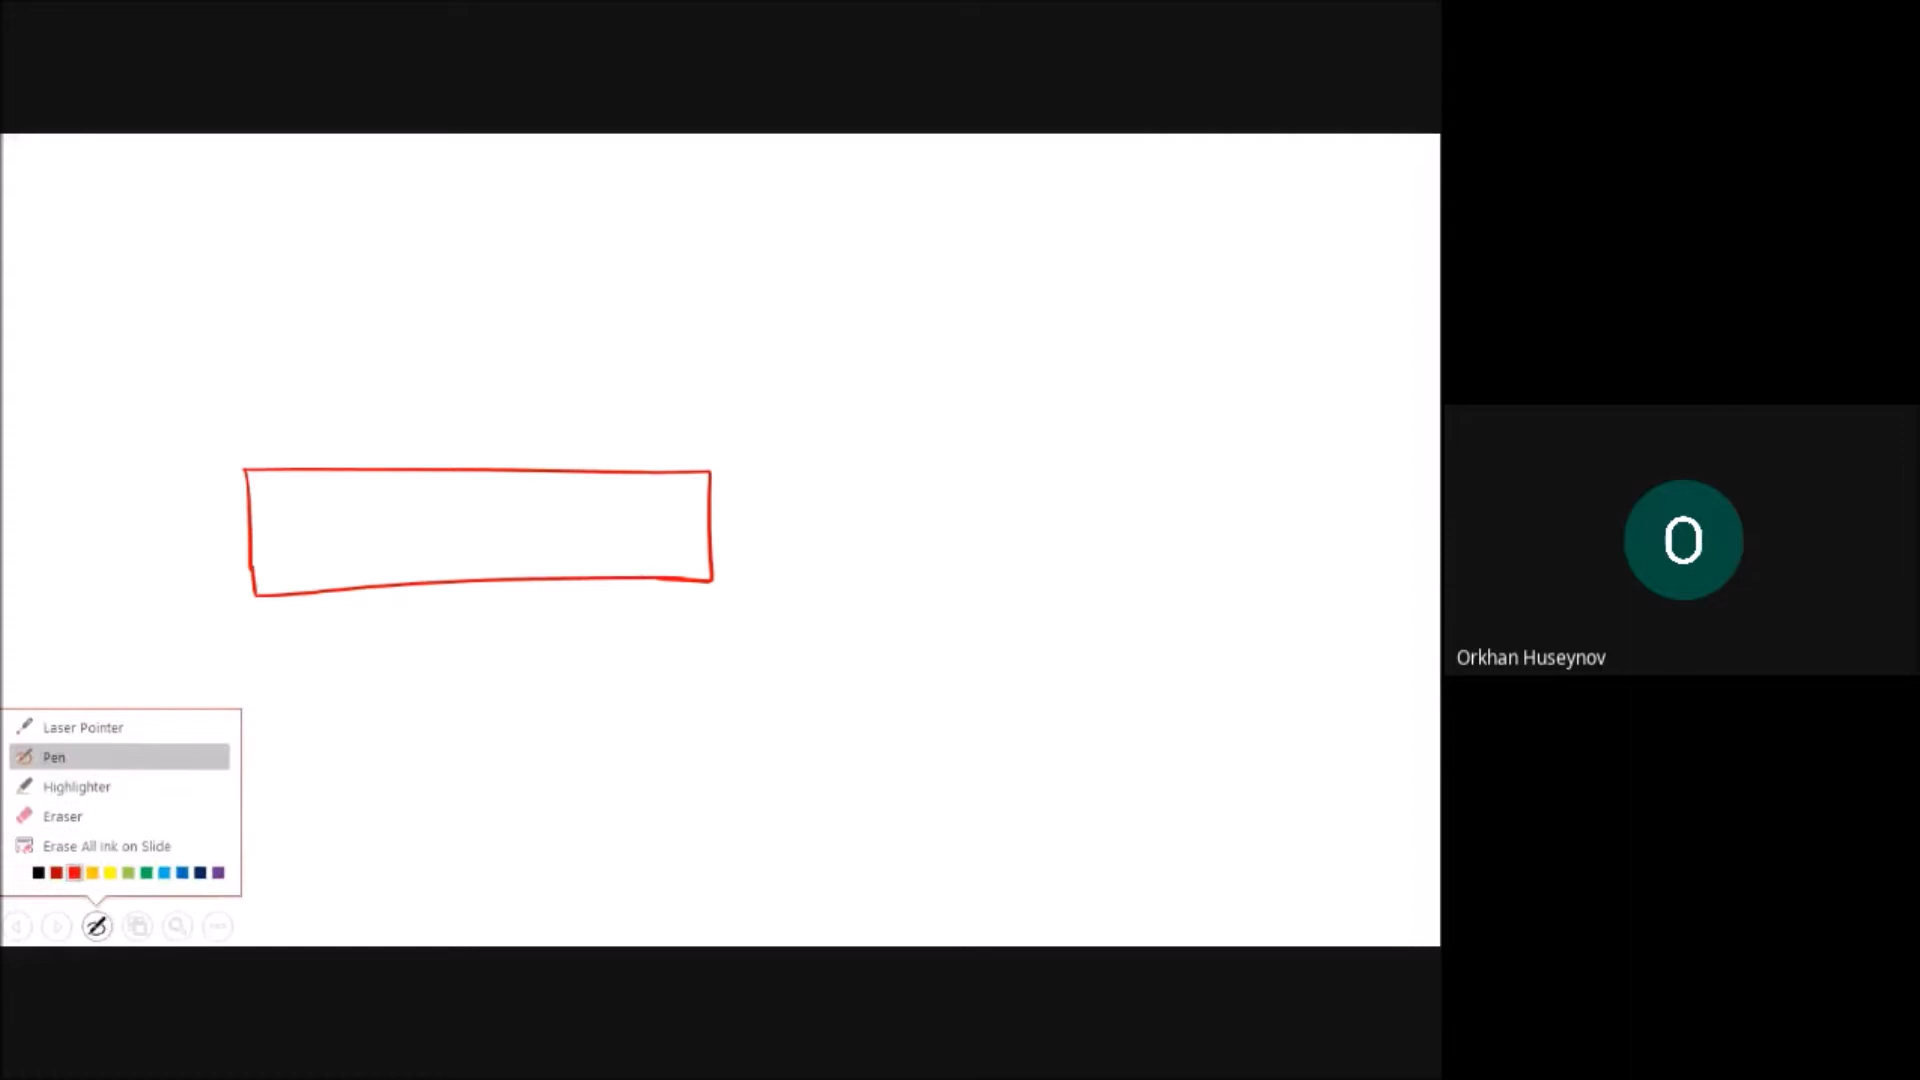 O
Orkhan Huseynov
Laser Pointer
Pen
Highlighter
Eraser
Erase All Ink on Slide